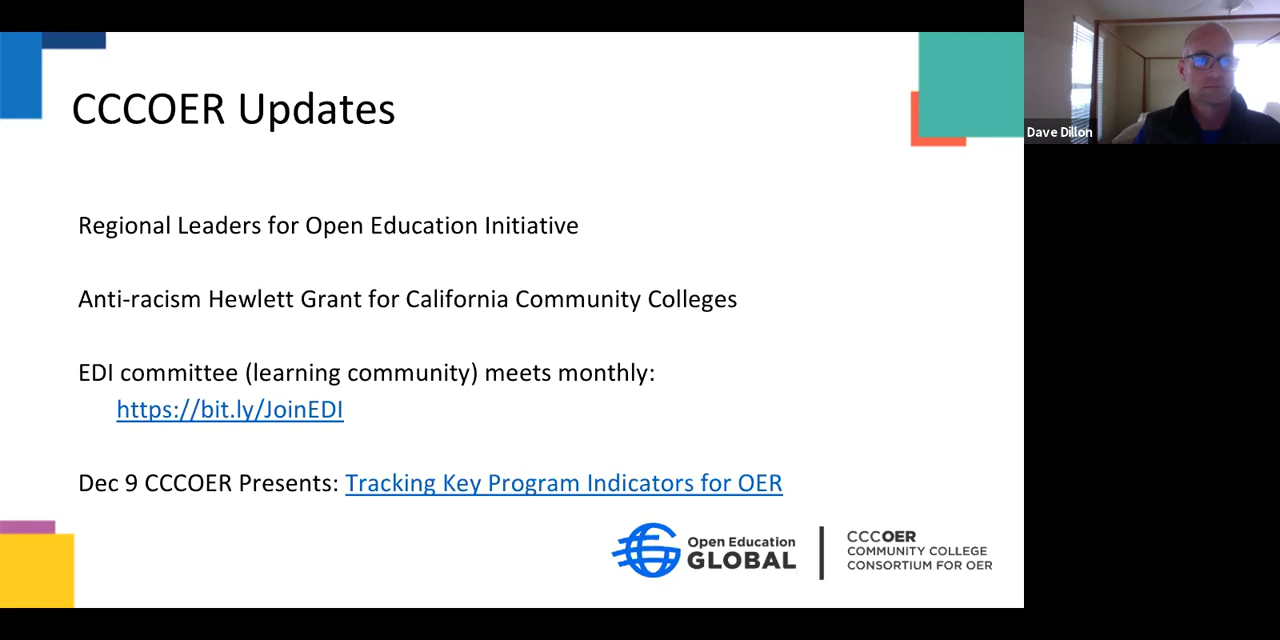 CCCOER Updates
Regional Leaders for Open Education Initiative
Anti-racism Hewlett Grant for California Community Colleges
EDI committee (learning community) meets monthly:
https://bit.ly/JoinEDI
Dec 9 CCCOER Presents: Tracking Key Program Indicators for OER
Open Education
GLOBAL
CCCOER
COMMUNITY COLLEGE
CONSORTIUM FOR OER
Dave Dillon